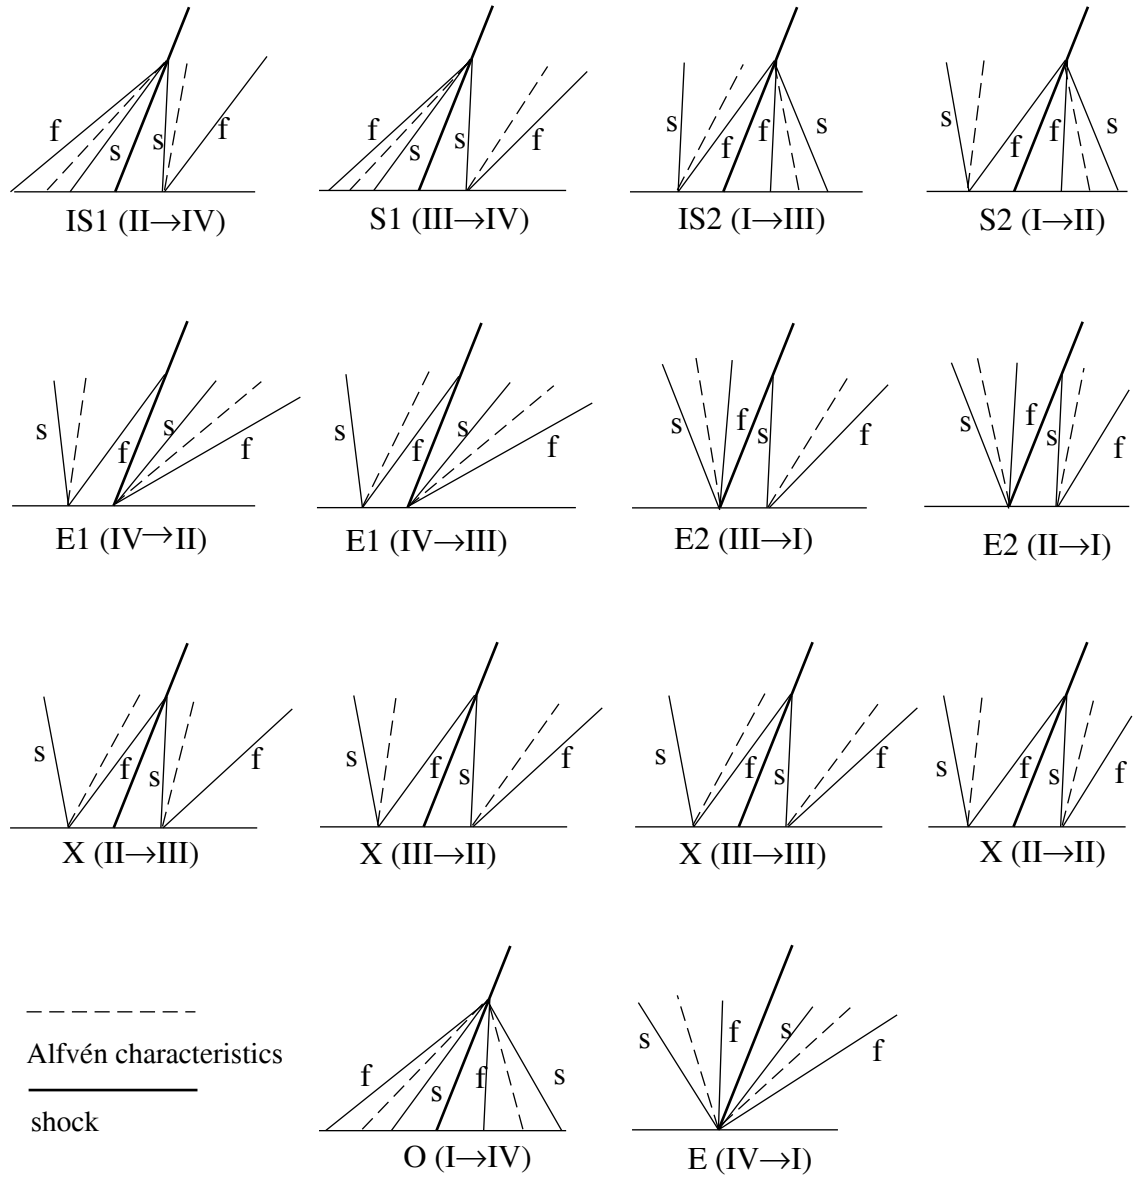 f s s f
IS1 (II→IV)
f s s f
S1 (III→IV)
s f f s
IS2 (I→III)
s f f s
S2 (I→II)
s f s f
E1 (IV→II)
s f s f
E1 (IV→III)
s f s f
E2 (III→I)
s f s f
E2 (II→I)
s f s f
X (II→III)
s f s f
X (III→II)
s f s f
X (III→III)
s f s f
X (II→II)
Alfvén characteristics
shock
f s f s
O (I→IV)
s f s f
E (IV→I)